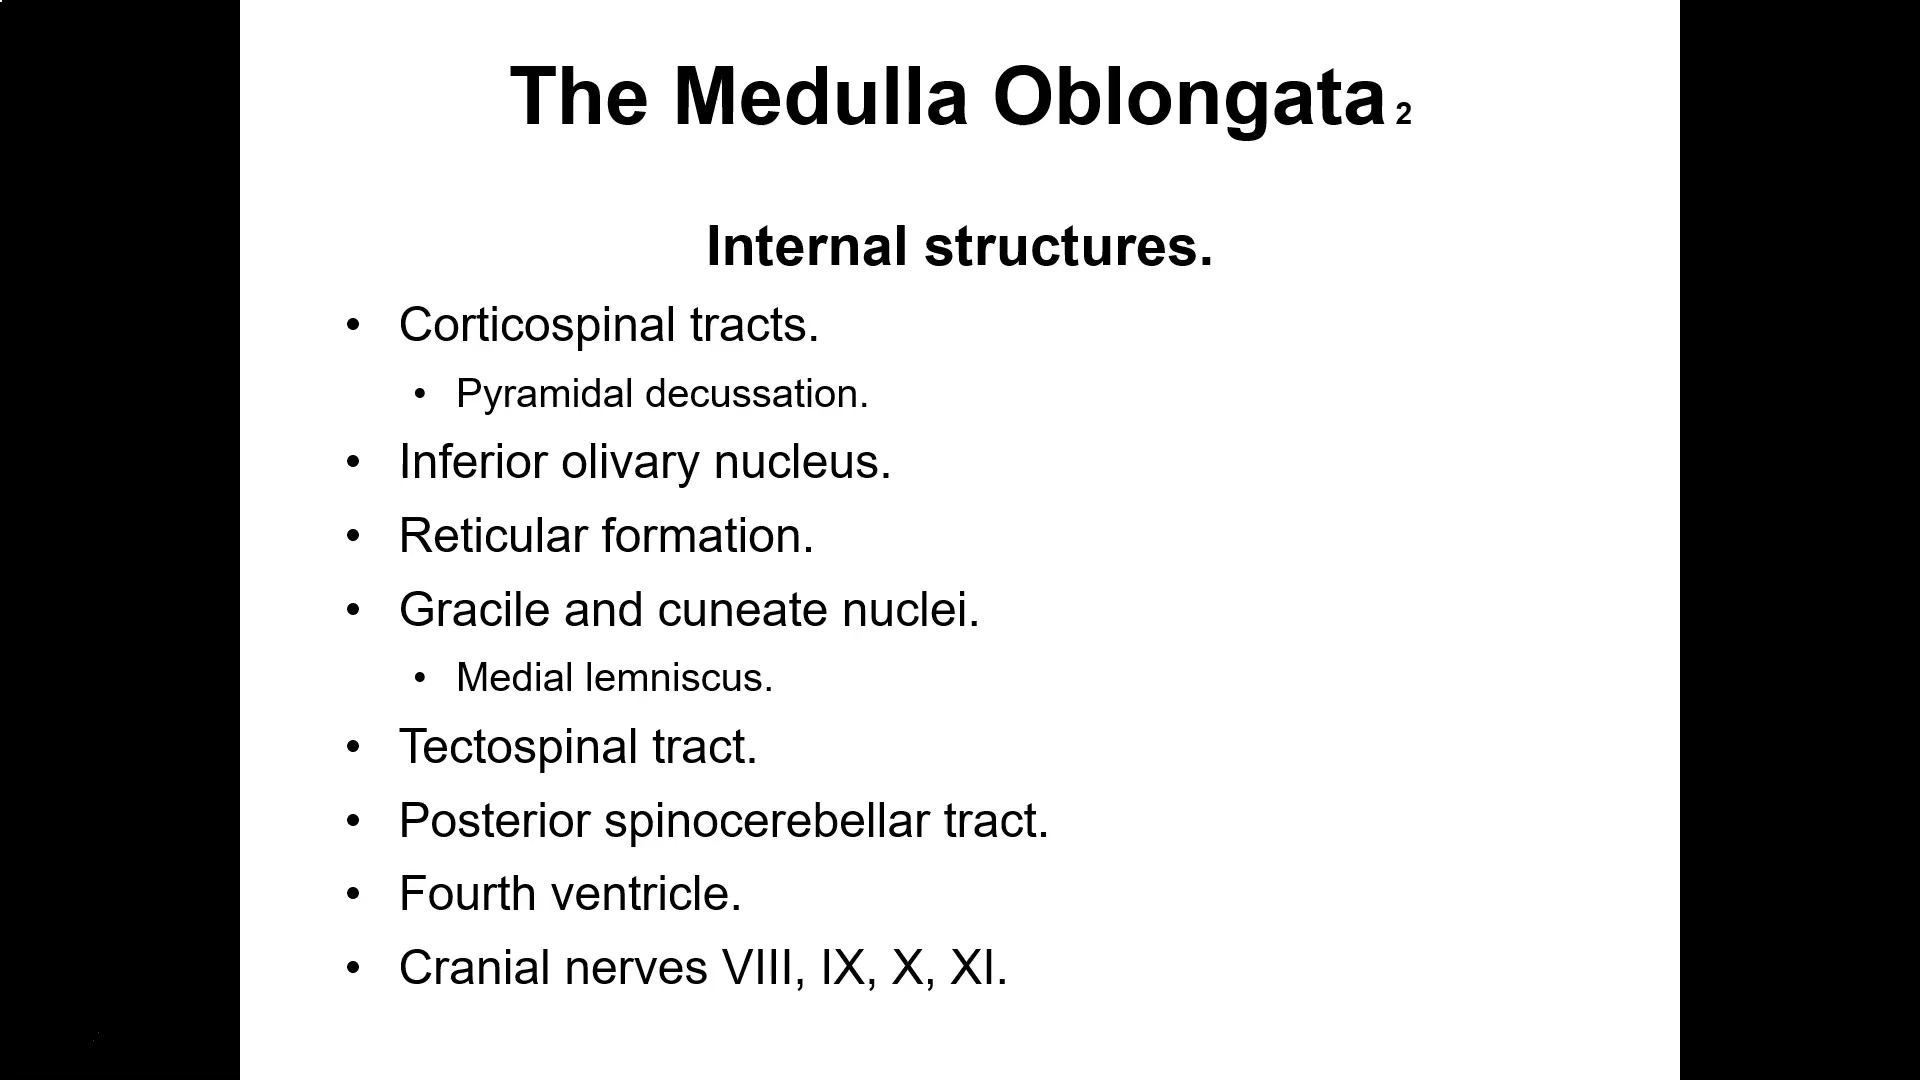 The Medulla Oblongata 2
Internal structures.
• Corticospinal tracts.
• Pyramidal decussation.
• Inferior olivary nucleus.
• Reticular formation.
• Gracile and cuneate nuclei.
• Medial lemniscus.
• Tectospinal tract.
• Posterior spinocerebellar tract.
• Fourth ventricle.
• Cranial nerves VIII, IX, X, XI.